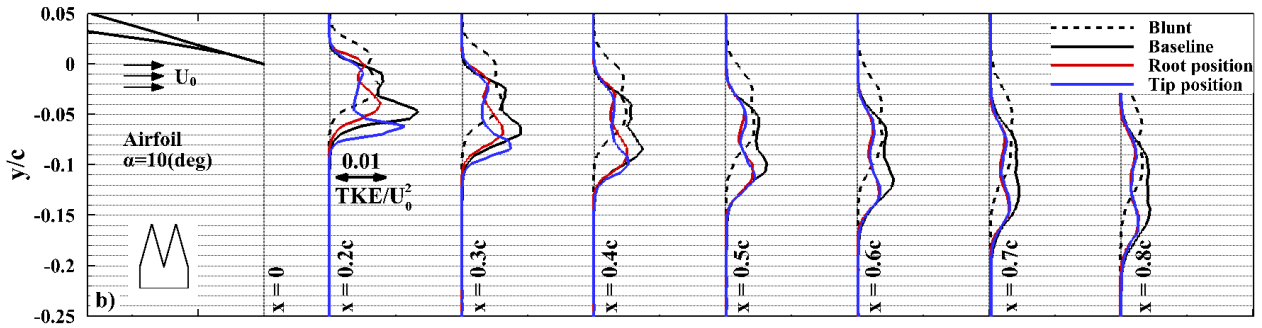 0.05
0
-0.05
-0.1
-0.15
-0.2
-0.25
y/c
b)
U₀
Airfoil
α=10(deg)
0.01
TKE/U₀²
x = 0
x = 0.2c
x = 0.3c
x = 0.4c
x = 0.5c
x = 0.6c
x = 0.7c
x = 0.8c
Blunt
Baseline
Root position
Tip position